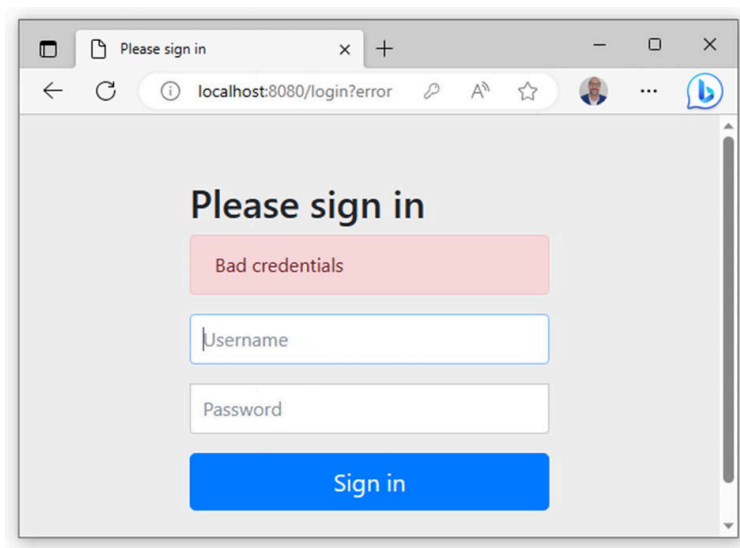 Please sign in
localhost:8080/login?error
Please sign in
Bad credentials
Username
Password
Sign in